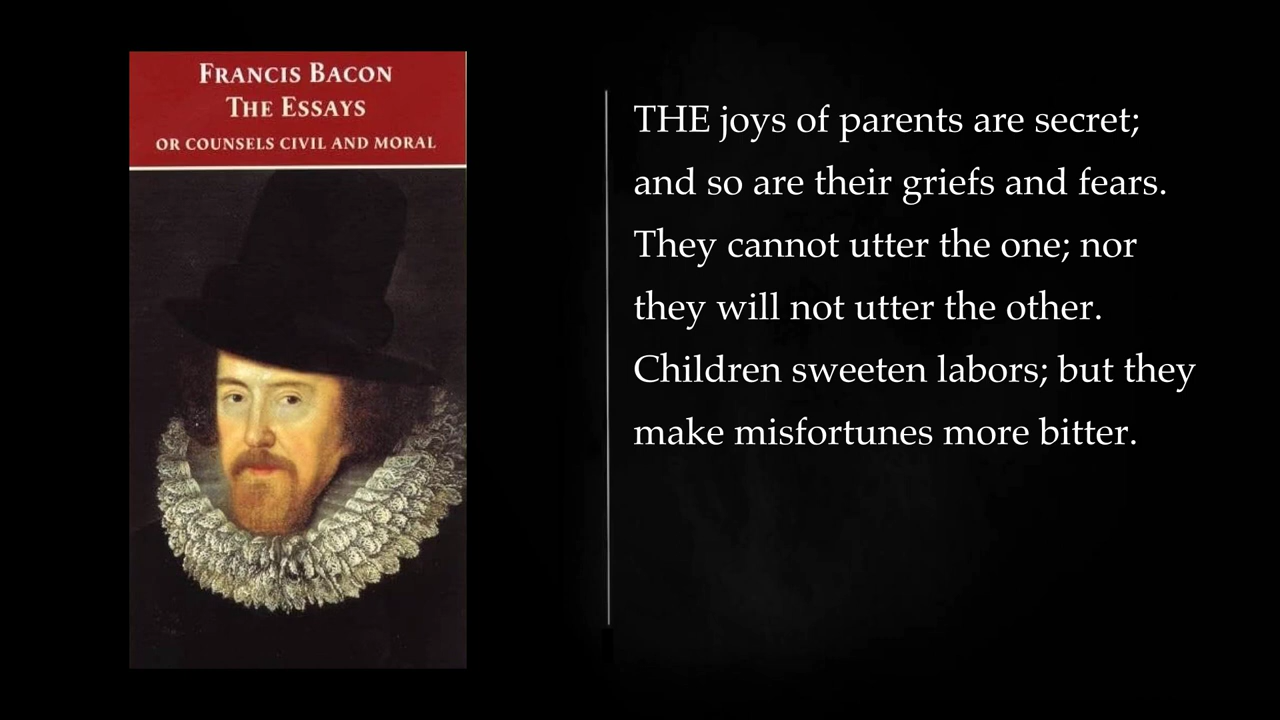 FRANCIS BACON
THE ESSAYS
OR COUNSELS CIVIL AND MORAL
THE joys of parents are secret;
and so are their griefs and fears.
They cannot utter the one; nor
they will not utter the other.
Children sweeten labors; but they
make misfortunes more bitter.